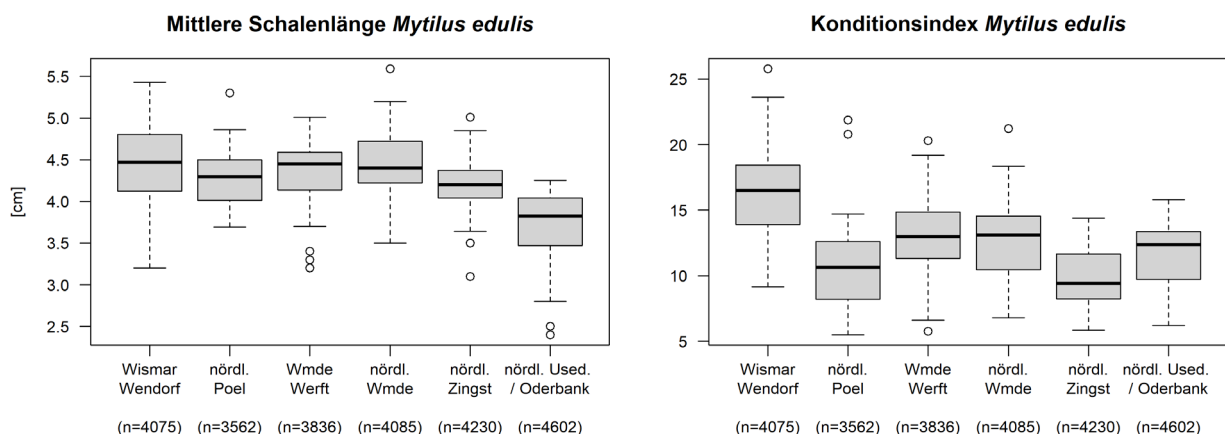 Mittlere Schalenlänge Mytilus edulis
[cm]
5.5
5.0
4.5
4.0
3.5
3.0
2.5
Wismar nördl. Wmde nördl. nördl. nördl. Used.
Wendorf Poel Werft Wmde Zingst / Oderbank
(n=4075) (n=3562) (n=3836) (n=4085) (n=4230) (n=4602)
Konditionsindex Mytilus edulis
25
20
15
10
5
Wismar nördl. Wmde nördl. nördl. nördl. Used.
Wendorf Poel Werft Wmde Zingst / Oderbank
(n=4075) (n=3562) (n=3836) (n=4085) (n=4230) (n=4602)